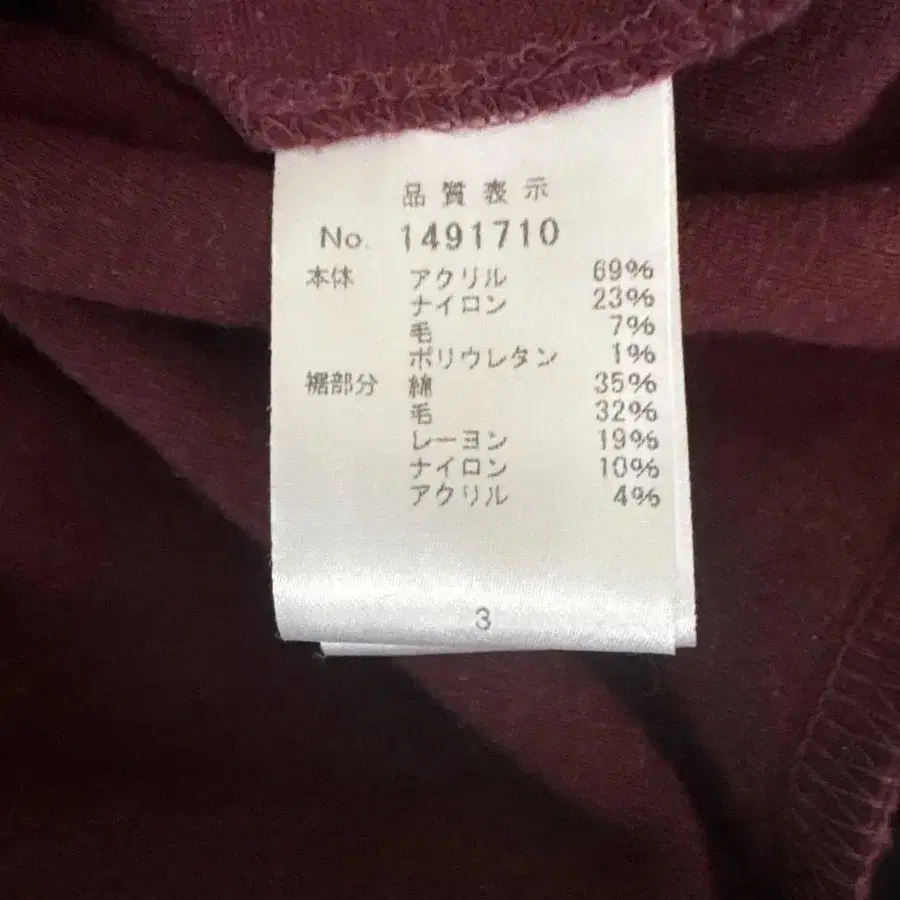 品質表示
No. 1491710
本体 アクリル 69%
ナイロン 23%
毛 7%
ポリウレタン 1%
裾部分 綿 35%
毛 32%
レーヨン 19%
ナイロン 10%
アクリル 4%
3